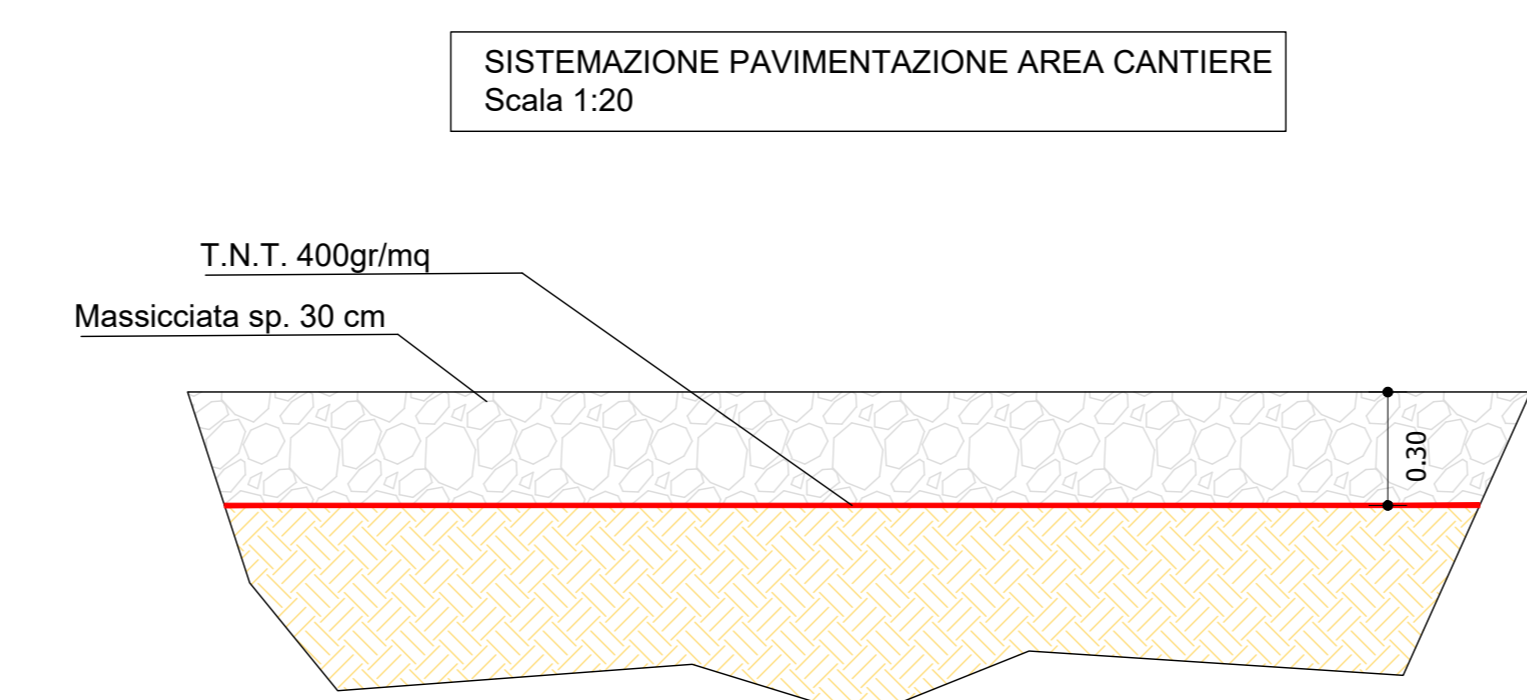 SISTEMAZIONE PAVIMENTAZIONE AREA CANTIERE
Scala 1:20
T.N.T. 400gr/mq
Massicciata sp. 30 cm
0.30